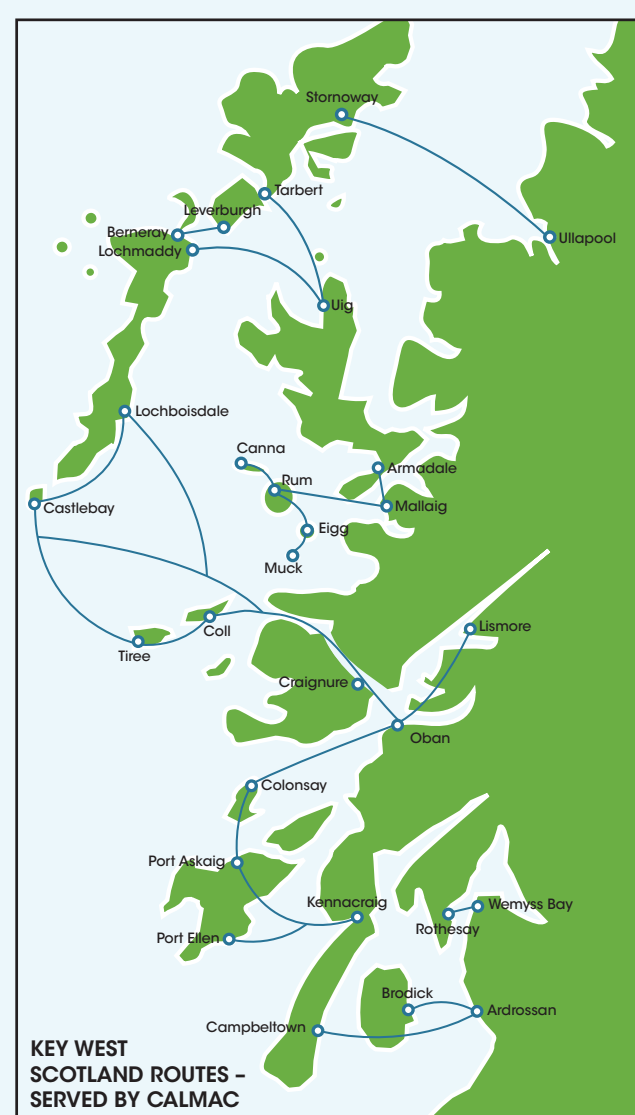 Stornoway
Ullapool
Tarbert
Leverburgh
Berneray
Lochmaddy
Uig
Lochboisdale
Canna
Armadale
Rum
Mallaig
Castlebay
Eigg
Muck
Lismore
Coll
Tiree
Craignure
Oban
Colonsay
Port Askaig
Kennacraig
Wemyss Bay
Rothesay
Port Ellen
Brodick
Ardrossan
Campbeltown
KEY WEST
SCOTLAND ROUTES –
SERVED BY CALMAC